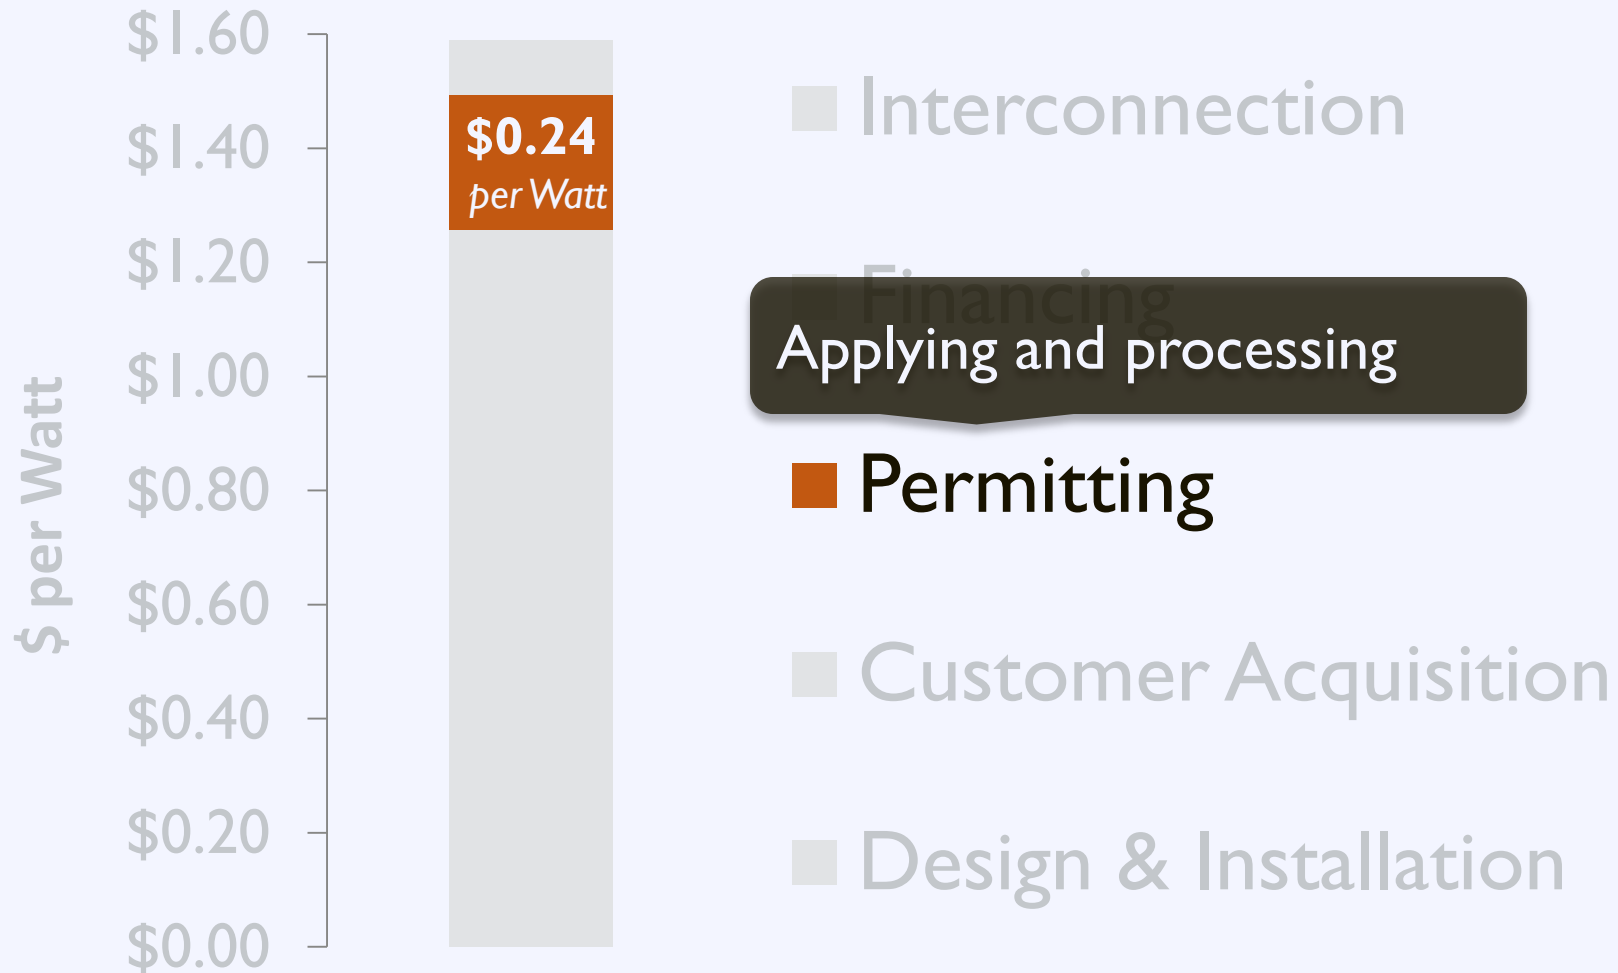 $ per Watt
$1.60
$1.40
$1.20
$1.00
$0.80
$0.60
$0.40
$0.20
$0.00
$0.24
per Watt
Interconnection
Financing
Applying and processing
Permitting
Customer Acquisition
Design & Installation